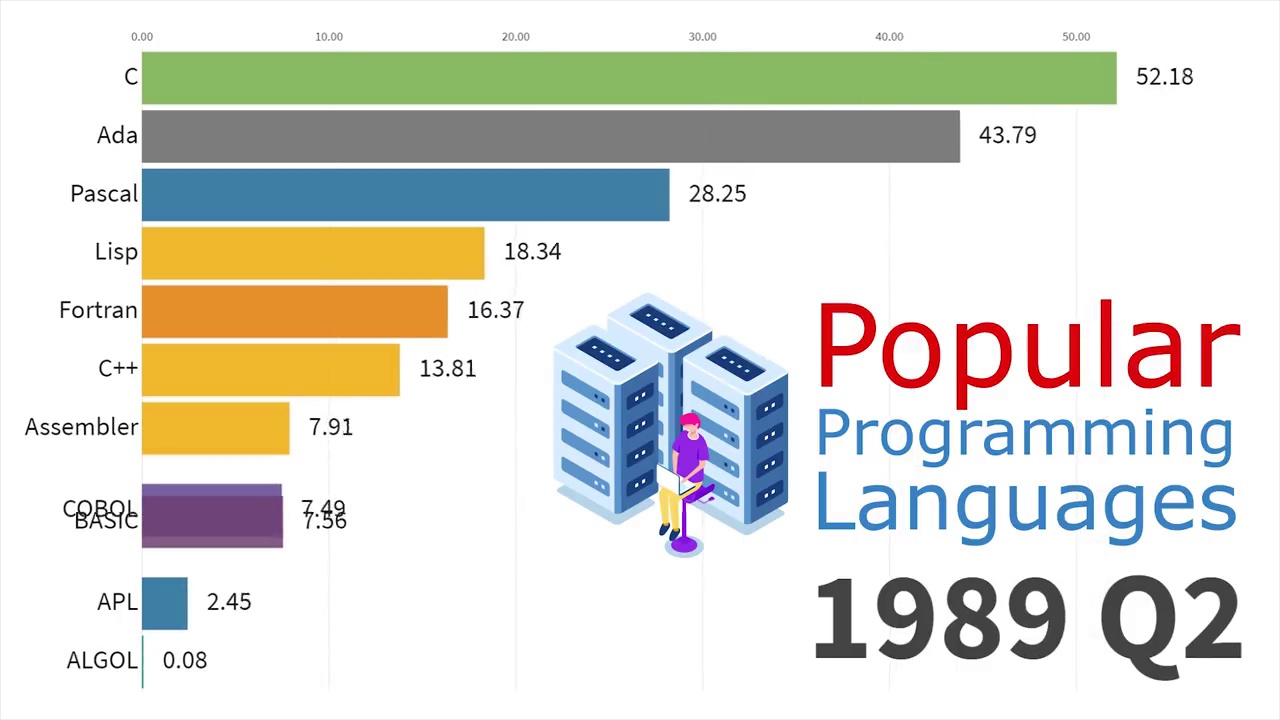 0.00 10.00 20.00 30.00 40.00 50.00
C 52.18
Ada 43.79
Pascal 28.25
Lisp 18.34
Fortran 16.37
C++ 13.81
Assembler 7.91
COBOL 7.49
BASIC 7.56
APL 2.45
ALGOL 0.08
Popular
Programming
Languages
1989 Q2